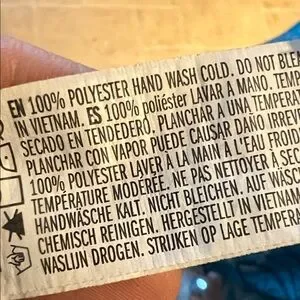 EN 100% POLYESTER HAND WASH COLD. DO NOT BLEA
IN VIETNAM. ES 100% poliéster LAVAR A MANO. TEM
SECADO EN TENDEDERO. PLANCHAR A UNA TEMPERA
PLANCHAR CON VAPOR PUEDE CAUSAR DAÑO IRREV
100% POLYESTER LAVER À LA MAIN À L'EAU FROID
TEMPÉRATURE MODÉRÉE. NE PAS NETTOYER À SEC
HANDWÄSCHE KALT. NICHT BLEICHEN. AUF WÄSC
CHEMISCH REINIGEN. HERGESTELLT IN VIETNAM
WASLIJN DROGEN. STRIJKEN OP LAGE TEMPER